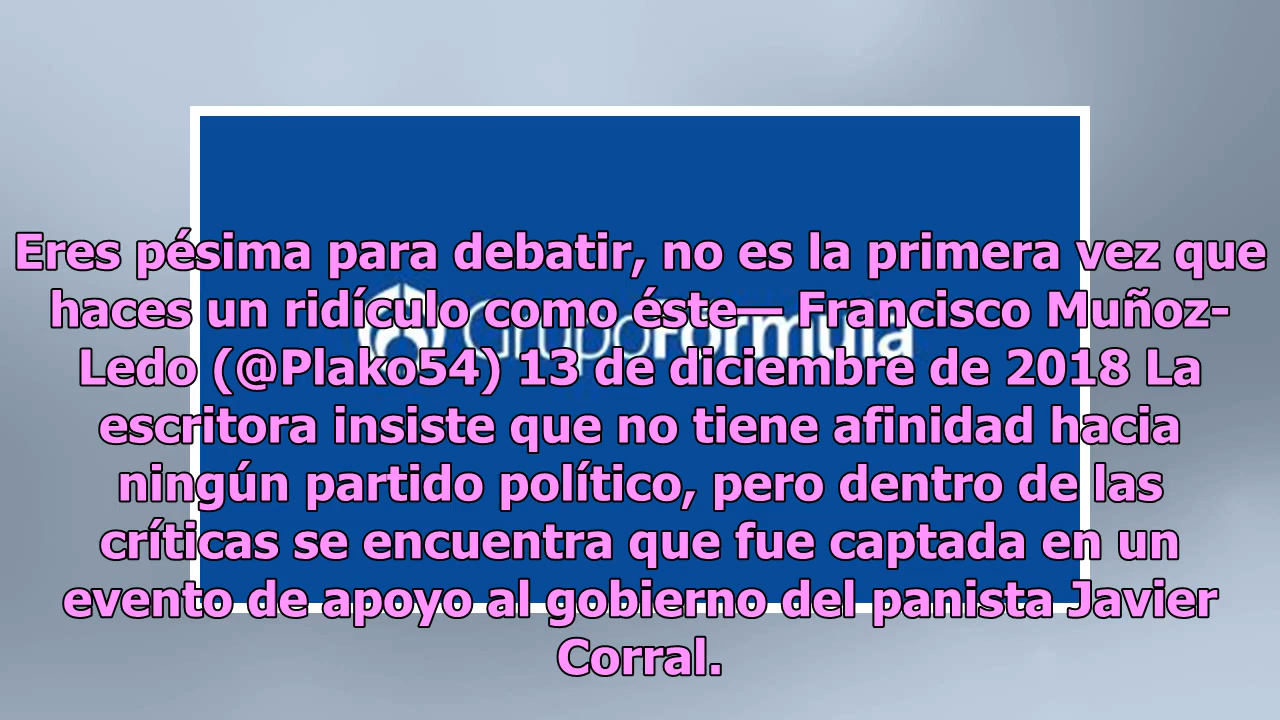 Eres pésima para debatir, no es la primera vez que
haces un ridículo como éste— Francisco Muñoz-
Ledo (@Plako54) 13 de diciembre de 2018 La
escritora insiste que no tiene afinidad hacia
ningún partido político, pero dentro de las
críticas se encuentra que fue captada en un
evento de apoyo al gobierno del panista Javier
Corral.
GrupoFórmula